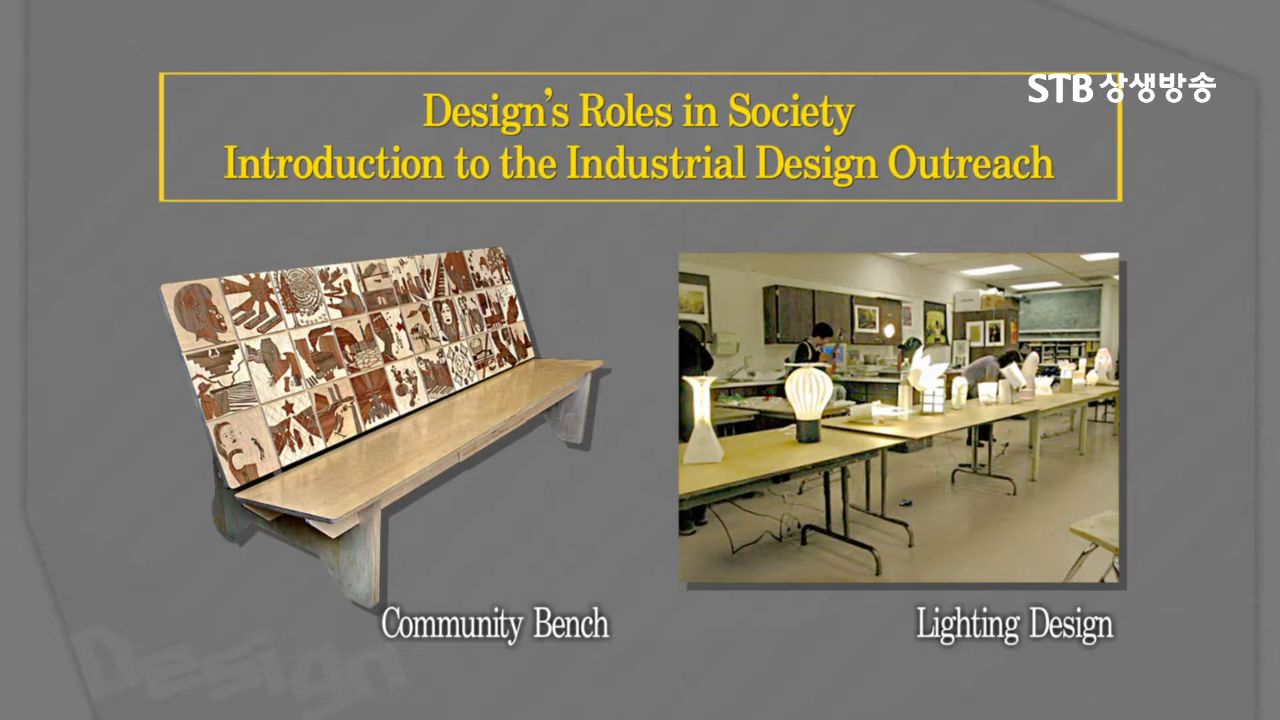 STB 상생방송
Design's Roles in Society
Introduction to the Industrial Design Outreach
Community Bench
Lighting Design
Design